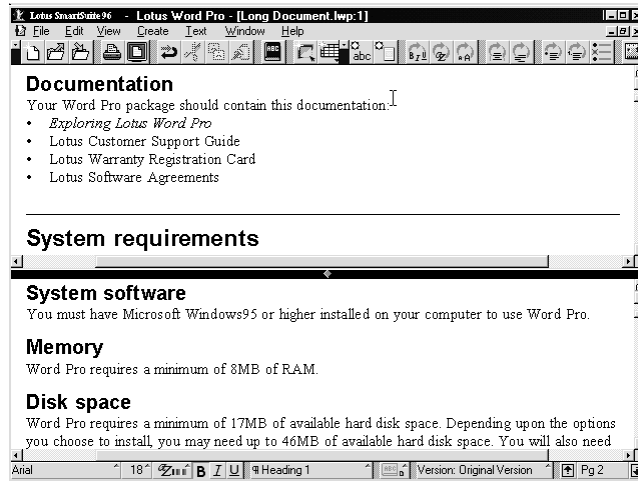 Lotus SmartSuite 96 - Lotus Word Pro - [Long Document.lwp:1]
File Edit View Create Text Window Help
ABC abc
Documentation
Your Word Pro package should contain this documentation:
• Exploring Lotus Word Pro
• Lotus Customer Support Guide
• Lotus Warranty Registration Card
• Lotus Software Agreements
System requirements
System software
You must have Microsoft Windows95 or higher installed on your computer to use Word Pro.
Memory
Word Pro requires a minimum of 8MB of RAM.
Disk space
Word Pro requires a minimum of 17MB of available hard disk space. Depending upon the options
you choose to install, you may need up to 46MB of available hard disk space. You will also need
Arial 18 B I U ¶ Heading 1 Version: Original Version Pg 2